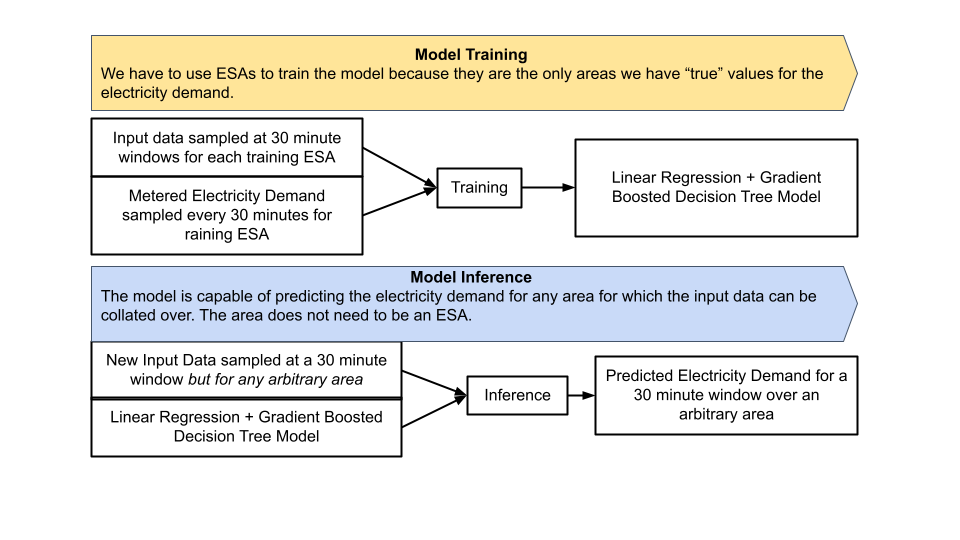 Model Training
We have to use ESAs to train the model because they are the only areas we have “true” values for the
electricity demand.
Input data sampled at 30 minute
windows for each training ESA
Metered Electricity Demand
sampled every 30 minutes for
raining ESA
Training
Linear Regression + Gradient
Boosted Decision Tree Model
Model Inference
The model is capable of predicting the electricity demand for any area for which the input data can be
collated over. The area does not need to be an ESA.
New Input Data sampled at a 30 minute
window but for any arbitrary area
Linear Regression + Gradient Boosted
Decision Tree Model
Inference
Predicted Electricity Demand for a
30 minute window over an
arbitrary area